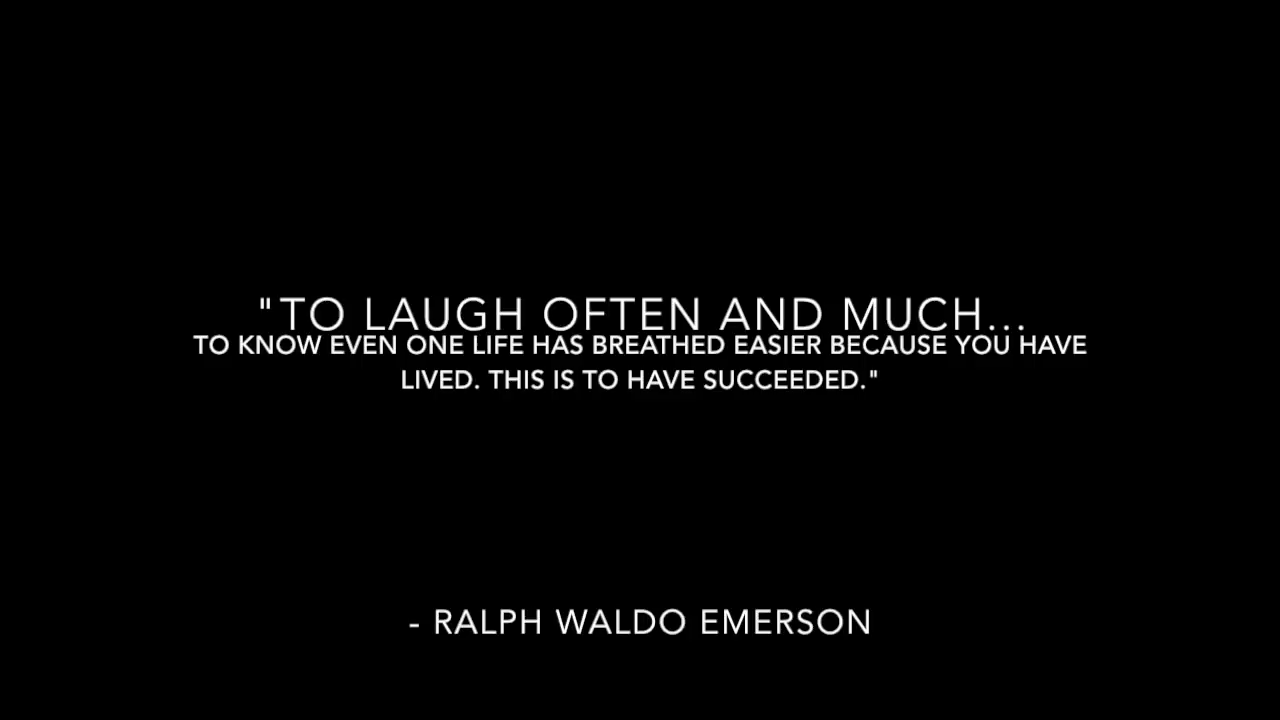 "TO LAUGH OFTEN AND MUCH...
TO KNOW EVEN ONE LIFE HAS BREATHED EASIER BECAUSE YOU HAVE
LIVED. THIS IS TO HAVE SUCCEEDED."
- RALPH WALDO EMERSON